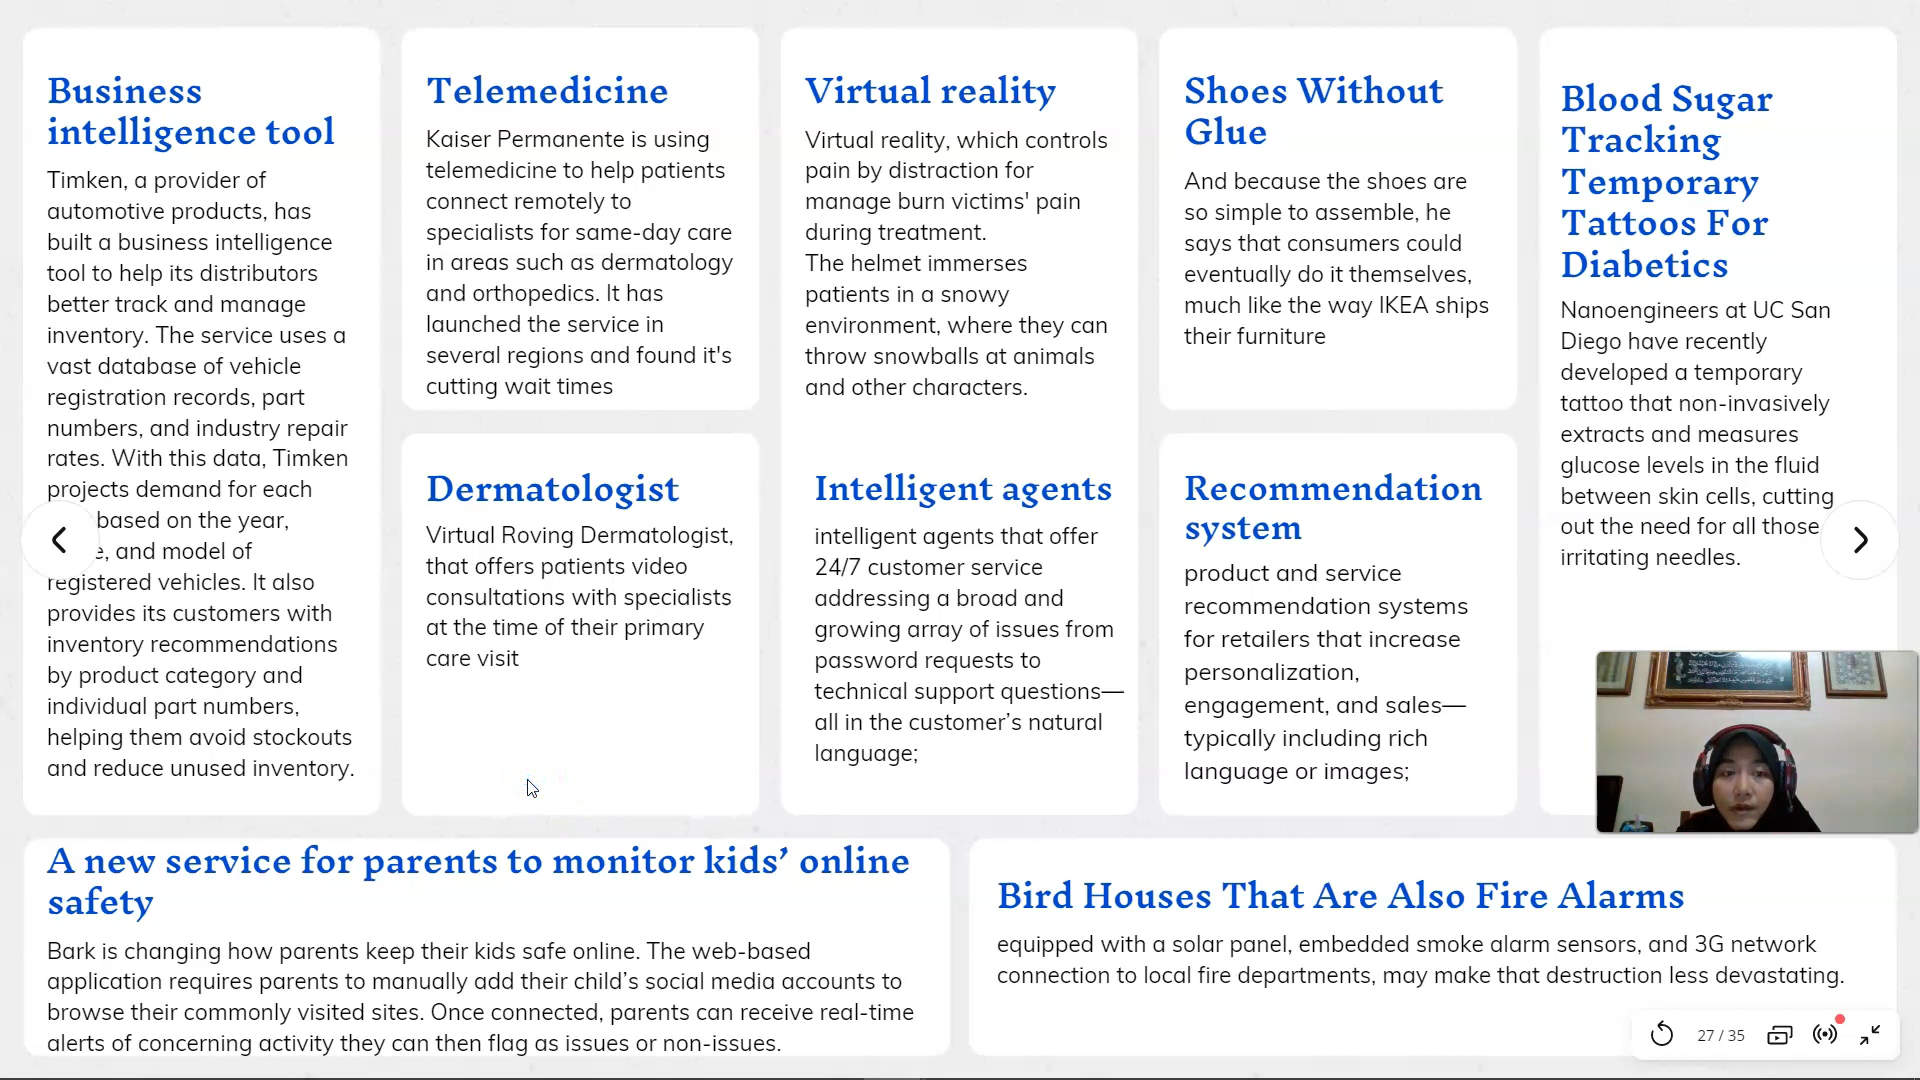 Business
intelligence tool
Timken, a provider of
automotive products, has
built a business intelligence
tool to help its distributors
better track and manage
inventory. The service uses a
vast database of vehicle
registration records, part
numbers, and industry repair
rates. With this data, Timken
projects demand for each
based on the year,
and model of
registered vehicles. It also
provides its customers with
inventory recommendations
by product category and
individual part numbers,
helping them avoid stockouts
and reduce unused inventory.
Telemedicine
Kaiser Permanente is using
telemedicine to help patients
connect remotely to
specialists for same-day care
in areas such as dermatology
and orthopedics. It has
launched the service in
several regions and found it's
cutting wait times
Dermatologist
Virtual Roving Dermatologist,
that offers patients video
consultations with specialists
at the time of their primary
care visit
Virtual reality
Virtual reality, which controls
pain by distraction for
manage burn victims' pain
during treatment.
The helmet immerses
patients in a snowy
environment, where they can
throw snowballs at animals
and other characters.
Intelligent agents
intelligent agents that offer
24/7 customer service
addressing a broad and
growing array of issues from
password requests to
technical support questions—
all in the customer’s natural
language;
Shoes Without
Glue
And because the shoes are
so simple to assemble, he
says that consumers could
eventually do it themselves,
much like the way IKEA ships
their furniture
Recommendation
system
product and service
recommendation systems
for retailers that increase
personalization,
engagement, and sales—
typically including rich
language or images;
Blood Sugar
Tracking
Temporary
Tattoos For
Diabetics
Nanoengineers at UC San
Diego have recently
developed a temporary
tattoo that non-invasively
extracts and measures
glucose levels in the fluid
between skin cells, cutting
out the need for all those
irritating needles.
A new service for parents to monitor kids’ online
safety
Bark is changing how parents keep their kids safe online. The web-based
application requires parents to manually add their child’s social media accounts to
browse their commonly visited sites. Once connected, parents can receive real-time
alerts of concerning activity they can then flag as issues or non-issues.
Bird Houses That Are Also Fire Alarms
equipped with a solar panel, embedded smoke alarm sensors, and 3G network
connection to local fire departments, may make that destruction less devastating.
27 / 35